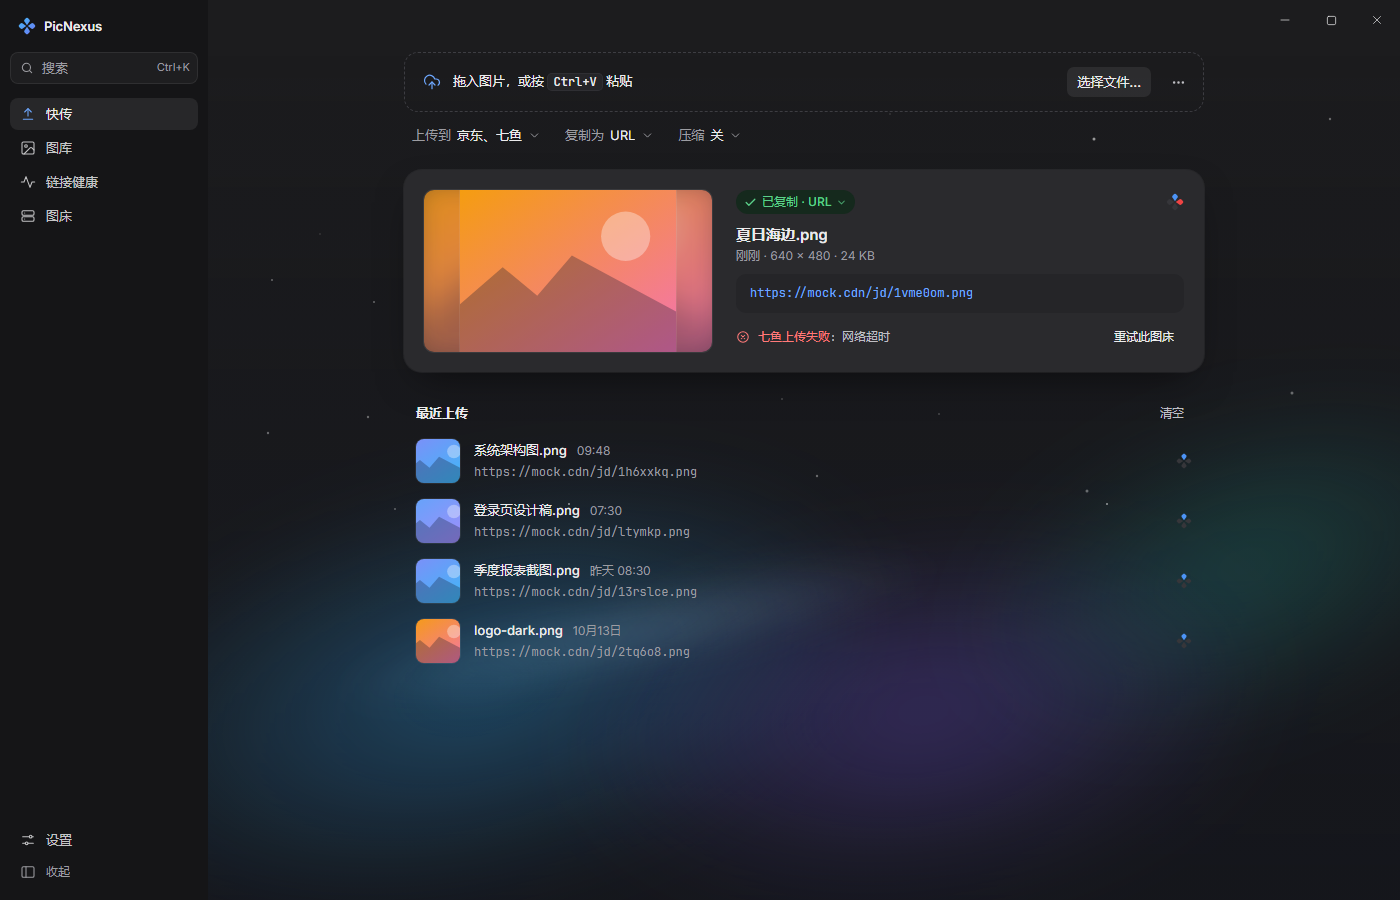 PicNexus
搜索 Ctrl+K
快传
图库
链接健康
图床
设置
收起
拖入图片，或按 Ctrl+V 粘贴
选择文件...
上传到 京东、七鱼
复制为 URL
压缩 关
已复制 · URL
夏日海边.png
刚刚 · 640 × 480 · 24 KB
https://mock.cdn/jd/1vme0om.png
七鱼上传失败：网络超时
重试此图床
最近上传
清空
系统架构图.png 09:48
https://mock.cdn/jd/1h6xxkq.png
登录页设计稿.png 07:30
https://mock.cdn/jd/ltymkp.png
季度报表截图.png 昨天 08:30
https://mock.cdn/jd/13rslce.png
logo-dark.png 10月13日
https://mock.cdn/jd/2tq6o8.png